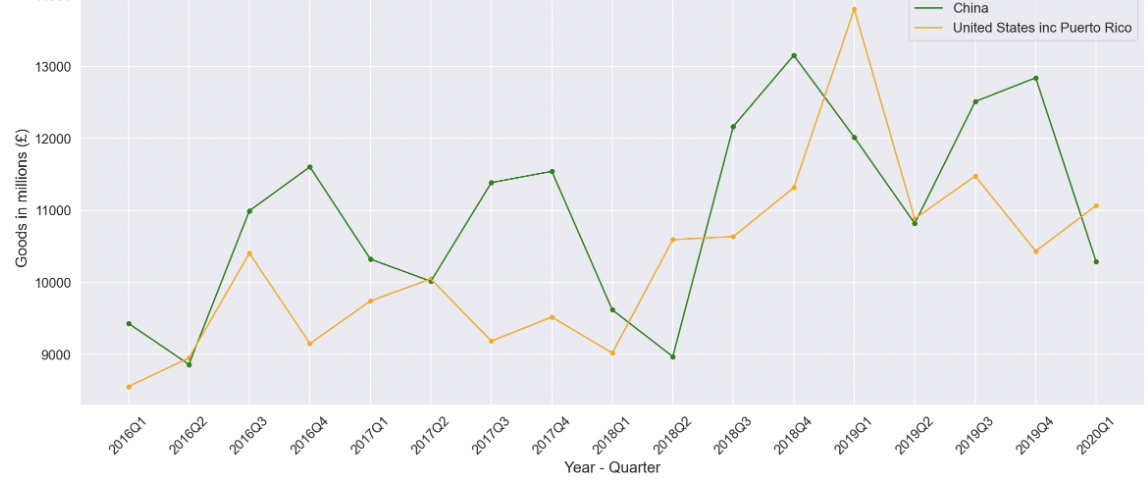 China
United States inc Puerto Rico
13000
12000
11000
10000
9000
Goods in millions (£)
2016Q1
2016Q2
2016Q3
2016Q4
2017Q1
2017Q2
2017Q3
2017Q4
2018Q1
2018Q2
2018Q3
2018Q4
2019Q1
2019Q2
2019Q3
2019Q4
2020Q1
Year - Quarter